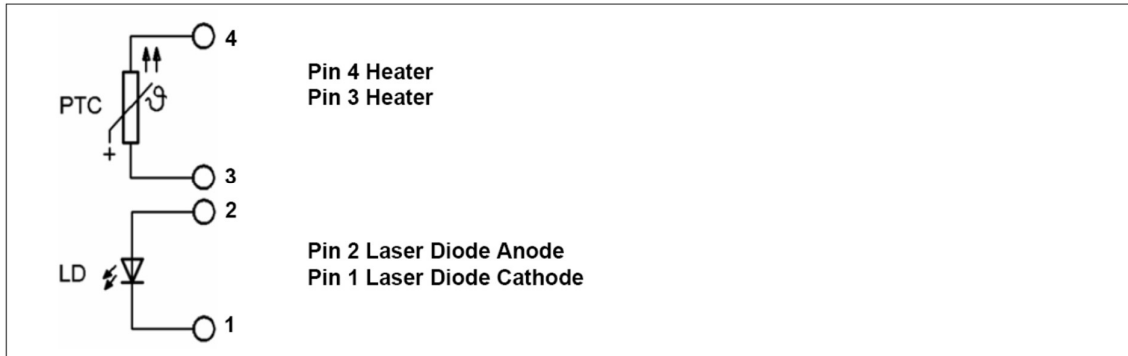 4
Pin 4 Heater
Pin 3 Heater
PTC
ϑ
+
3
2
Pin 2 Laser Diode Anode
Pin 1 Laser Diode Cathode
LD
1